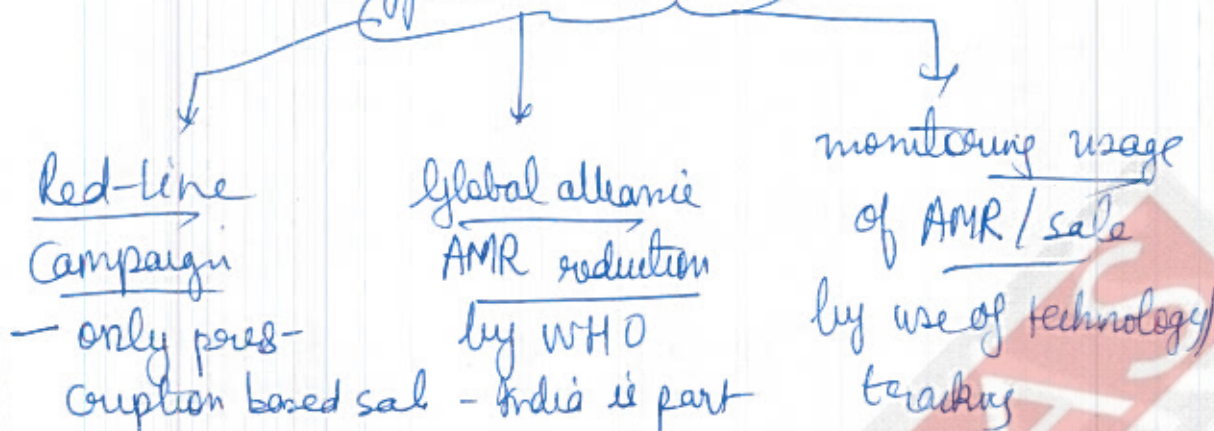 Red-line
Campaign
- only pres-
cruption based sal
Global alliance
AMR reduction
by WHO
- India is part
monitoring usage
of AMR / sale
by use of technology/
tracking